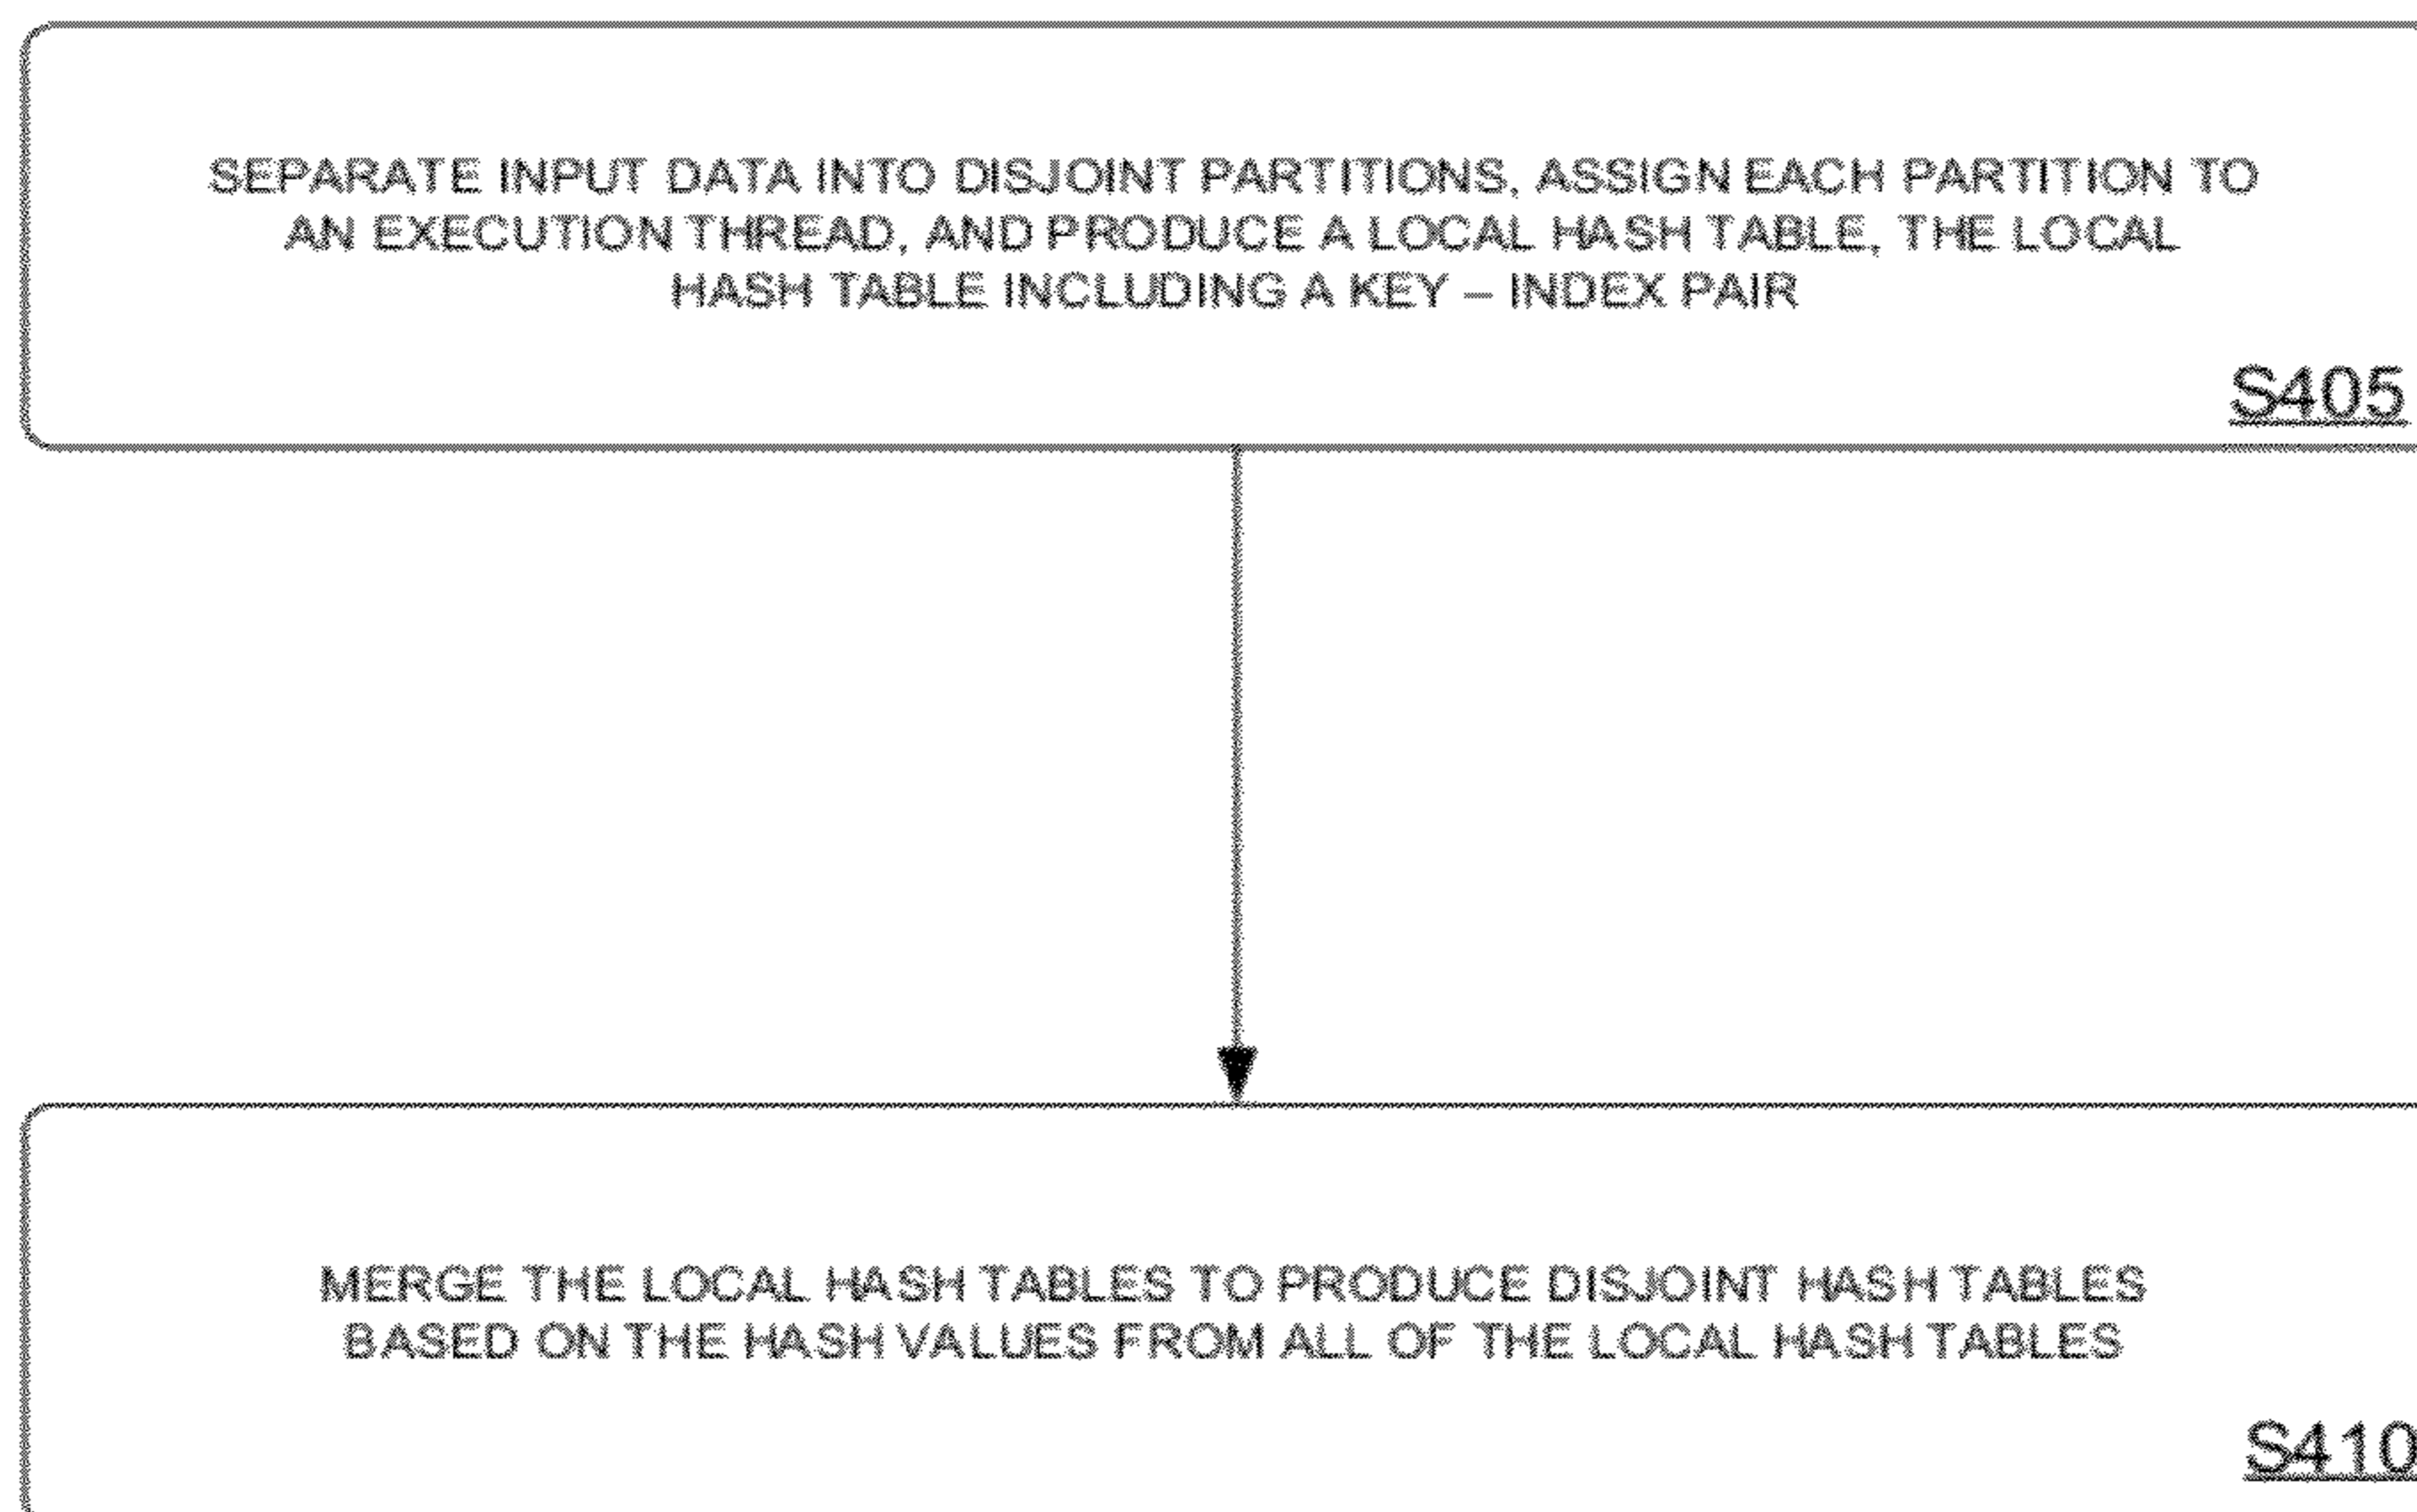 SEPARATE INPUT DATA INTO DISJOINT PARTITIONS, ASSIGN EACH PARTITION TO
AN EXECUTION THREAD, AND PRODUCE A LOCAL HASH TABLE, THE LOCAL
HASH TABLE INCLUDING A KEY – INDEX PAIR
S405
MERGE THE LOCAL HASH TABLES TO PRODUCE DISJOINT HASH TABLES
BASED ON THE HASH VALUES FROM ALL OF THE LOCAL HASH TABLES
S410